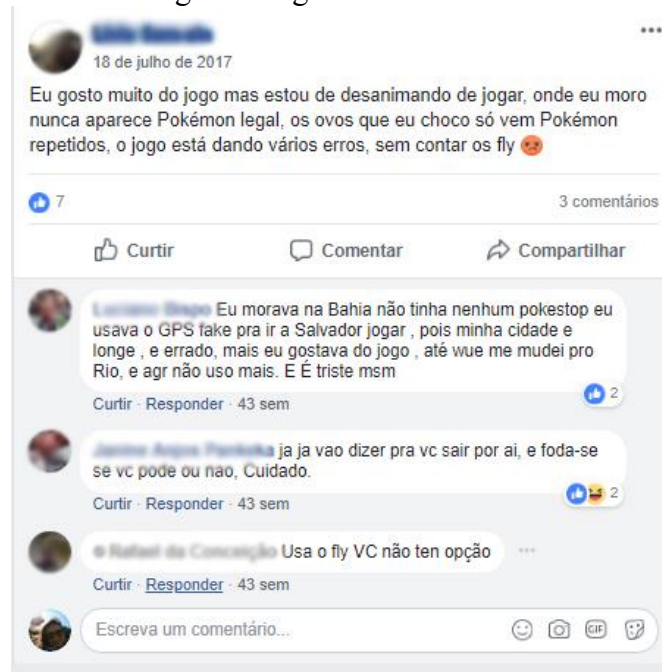 18 de julho de 2017
Eu gosto muito do jogo mas estou de desanimando de jogar, onde eu moro
nunca aparece Pokémon legal, os ovos que eu choco só vem Pokémon
repetidos, o jogo está dando vários erros, sem contar os fly 😡
7
3 comentários
Curtir
Comentar
Compartilhar
Eu morava na Bahia não tinha nenhum pokestop eu
usava o GPS fake pra ir a Salvador jogar , pois minha cidade e
longe , e errado, mais eu gostava do jogo , até wue me mudei pro
Rio, e agr não uso mais. E É triste msm
2
Curtir · Responder · 43 sem
ja ja vao dizer pra vc sair por ai, e foda-se
se vc pode ou nao, Cuidado.
2
Curtir · Responder · 43 sem
Usa o fly VC não ten opção
Curtir · Responder · 43 sem
Escreva um comentário...
GIF